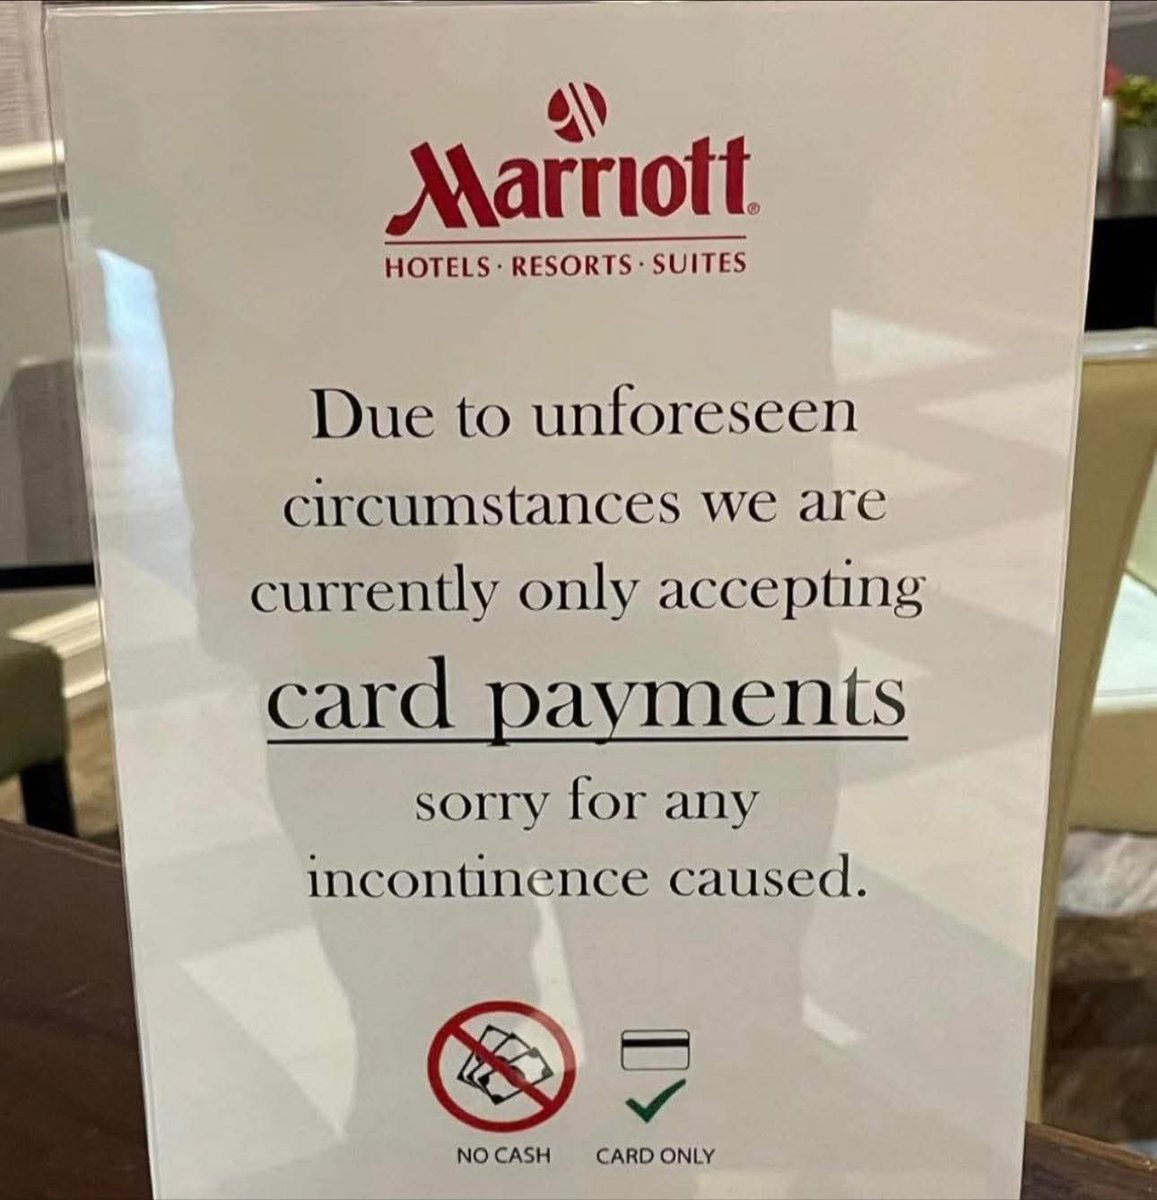 Marriott®
HOTELS · RESORTS · SUITES
Due to unforeseen
circumstances we are
currently only accepting
card payments
sorry for any
incontinence caused.
NO CASH CARD ONLY